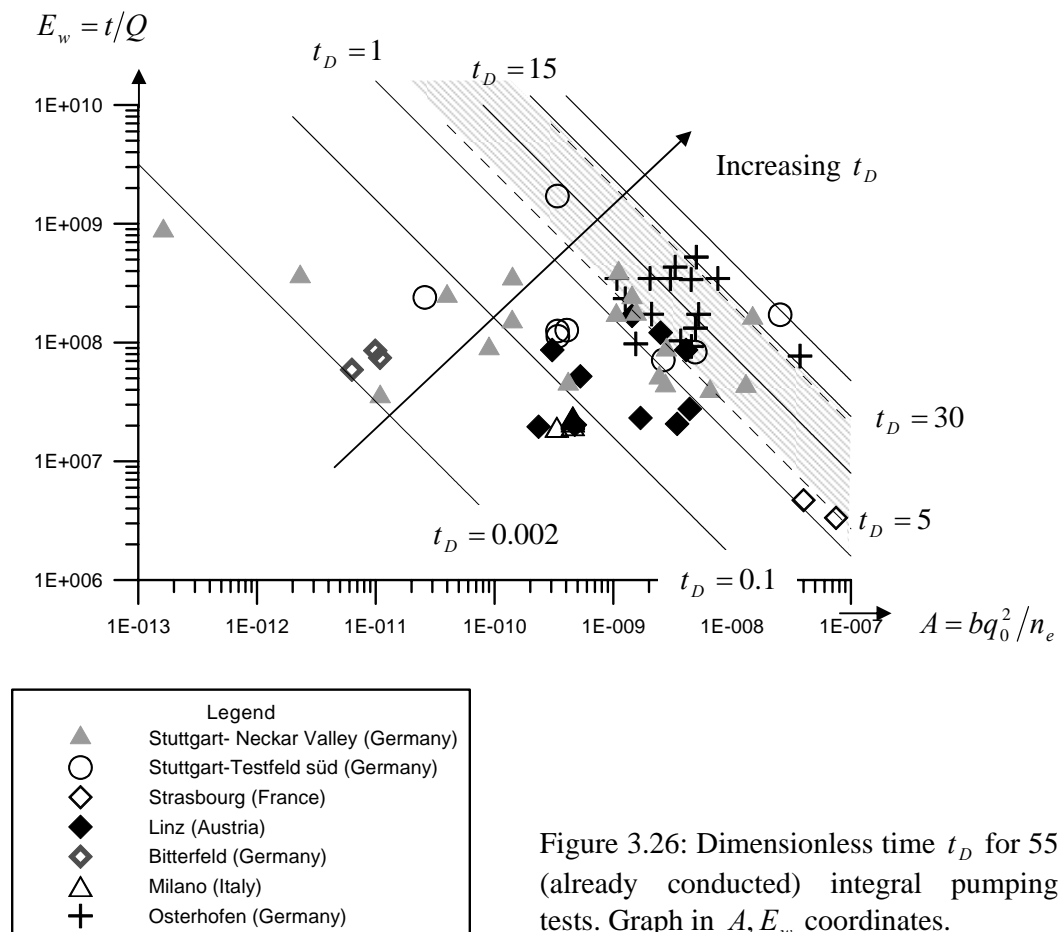 E_w = t/Q
t_D = 1
t_D = 15
1E+010
1E+009
1E+008
1E+007
1E+006
Increasing t_D
t_D = 30
t_D = 5
t_D = 0.002
t_D = 0.1
1E-013 1E-012 1E-011 1E-010 1E-009 1E-008 1E-007
A = bq_0^2/n_e
Legend
Stuttgart- Neckar Valley (Germany)
Stuttgart-Testfeld süd (Germany)
Strasbourg (France)
Linz (Austria)
Bitterfeld (Germany)
Milano (Italy)
Osterhofen (Germany)
Figure 3.26: Dimensionless time t_D for 55
(already conducted) integral pumping
tests. Graph in A, E_w coordinates.